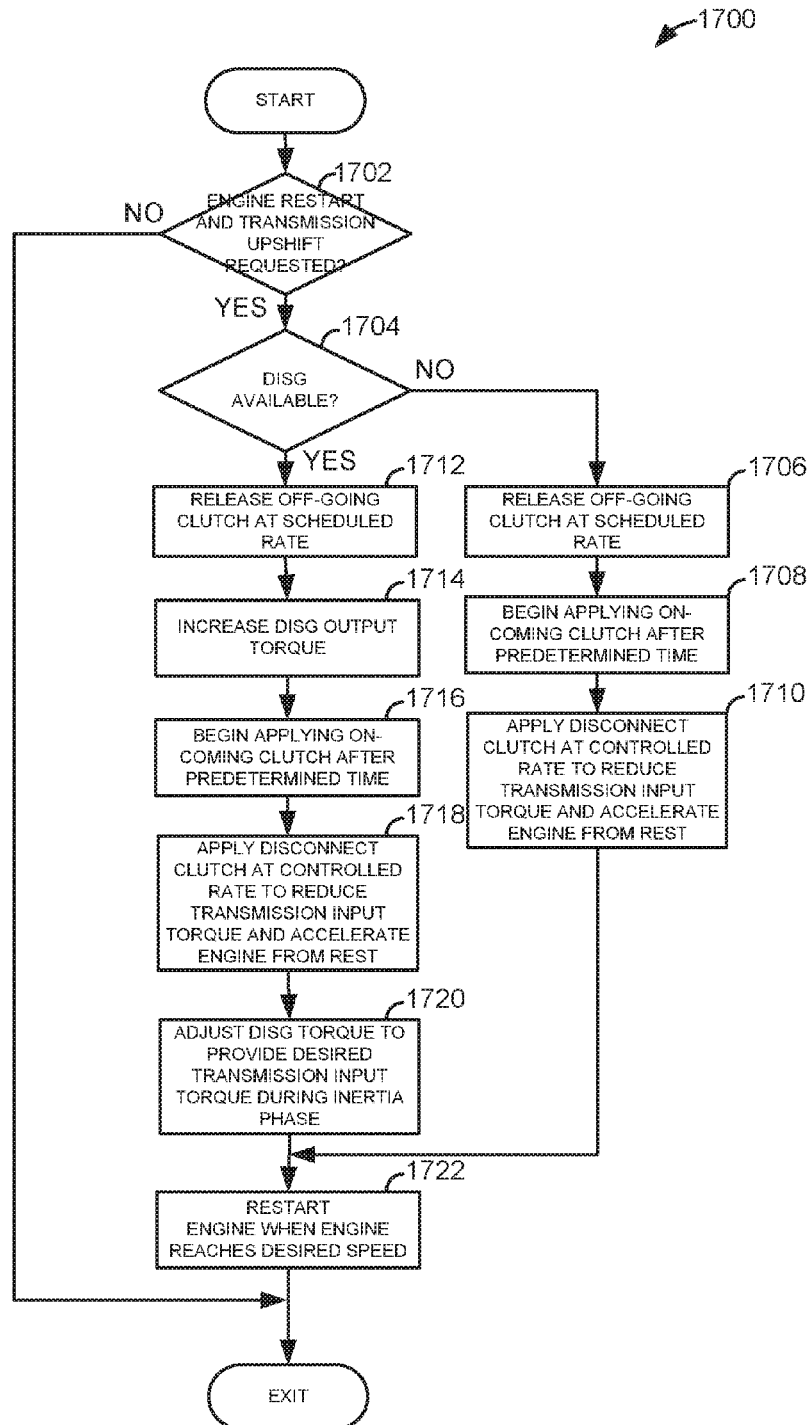 1700
START
1702
ENGINE RESTART
AND TRANSMISSION
UPSHIFT
REQUESTED?
NO
YES
1704
DISG
AVAILABLE?
NO
YES
1712
RELEASE OFF-GOING
CLUTCH AT SCHEDULED
RATE
1706
RELEASE OFF-GOING
CLUTCH AT SCHEDULED
RATE
1714
INCREASE DISG OUTPUT
TORQUE
1708
BEGIN APPLYING ON-
COMING CLUTCH AFTER
PREDETERMINED TIME
1716
BEGIN APPLYING ON-
COMING CLUTCH AFTER
PREDETERMINED TIME
1710
APPLY DISCONNECT
CLUTCH AT CONTROLLED
RATE TO REDUCE
TRANSMISSION INPUT
TORQUE AND ACCELERATE
ENGINE FROM REST
1718
APPLY DISCONNECT
CLUTCH AT CONTROLLED
RATE TO REDUCE
TRANSMISSION INPUT
TORQUE AND ACCELERATE
ENGINE FROM REST
1720
ADJUST DISG TORQUE TO
PROVIDE DESIRED
TRANSMISSION INPUT
TORQUE DURING INERTIA
PHASE
1722
RESTART
ENGINE WHEN ENGINE
REACHES DESIRED SPEED
EXIT